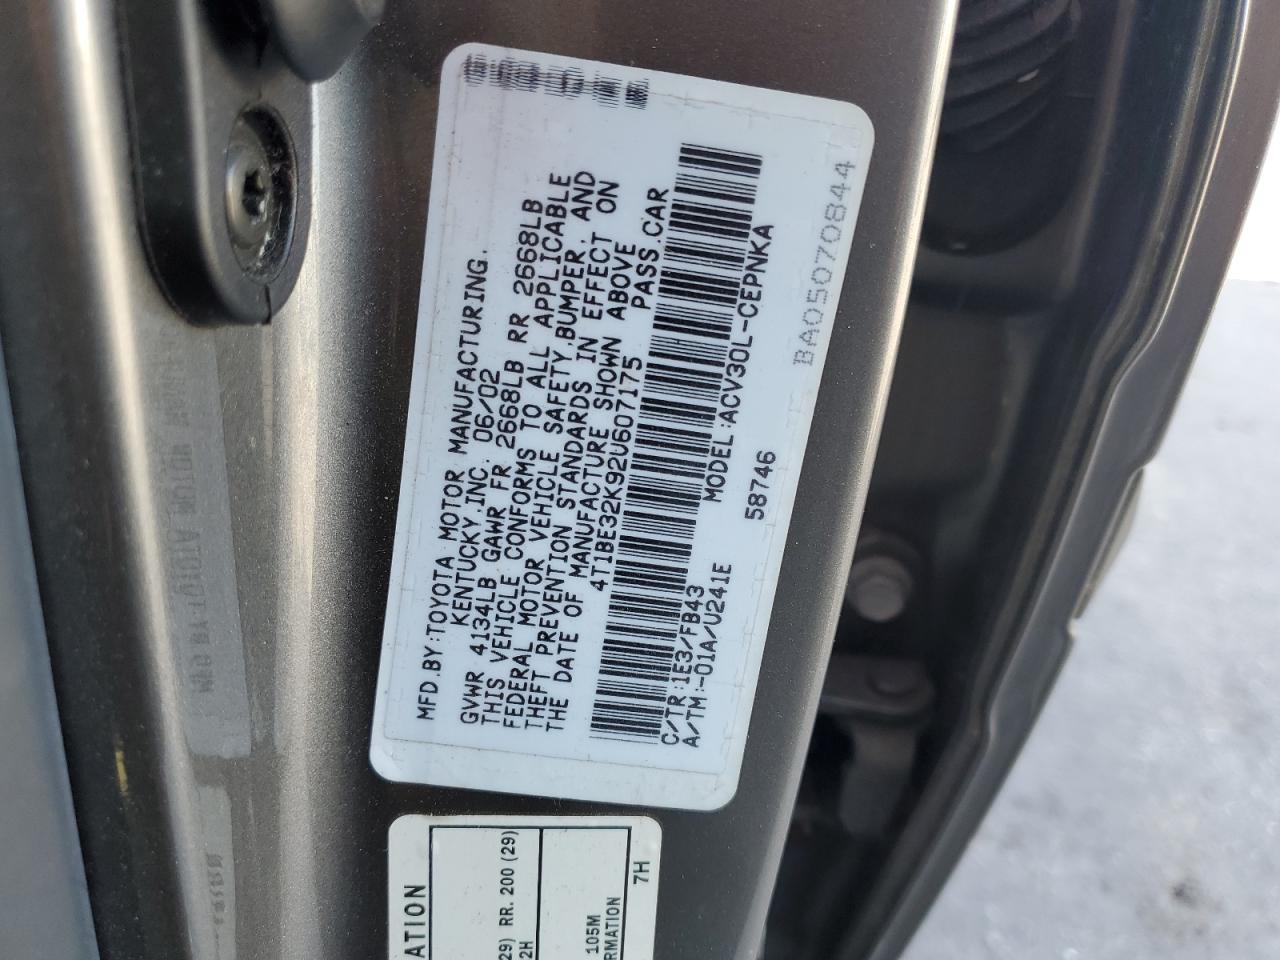 MFD.BY:TOYOTA MOTOR MANUFACTURING.
KENTUCKY,INC. 06/02
GVWR 4134LB GAWR FR 2668LB RR 2668LB
THIS VEHICLE CONFORMS TO ALL APPLICABLE
FEDERAL MOTOR VEHICLE SAFETY,BUMPER, AND
THEFT PREVENTION STANDARDS IN EFFECT ON
THE DATE OF MANUFACTURE SHOWN ABOVE
4T1BE32K92U607175 PASS.CAR
C/TR:1E3/FB43 MODEL:ACV30L-CEPNKA
A/TM:-01A/U241E 58746
BA05070844
ATION
29) RR. 200 (29)
2H
105M
RMATION
7H